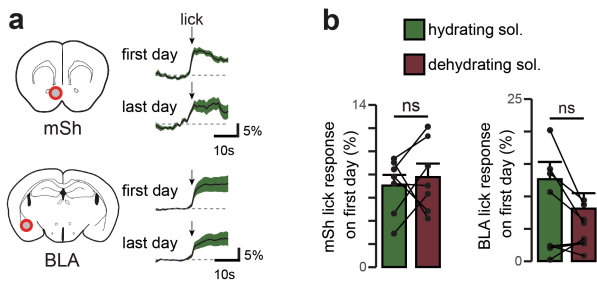 a
lick
first day
last day
5%
10s
mSh
first day
last day
5%
10s
BLA
b
hydrating sol.
dehydrating sol.
mSh lick response
on first day (%)
14
0
ns
BLA lick response
on first day (%)
25
0
ns